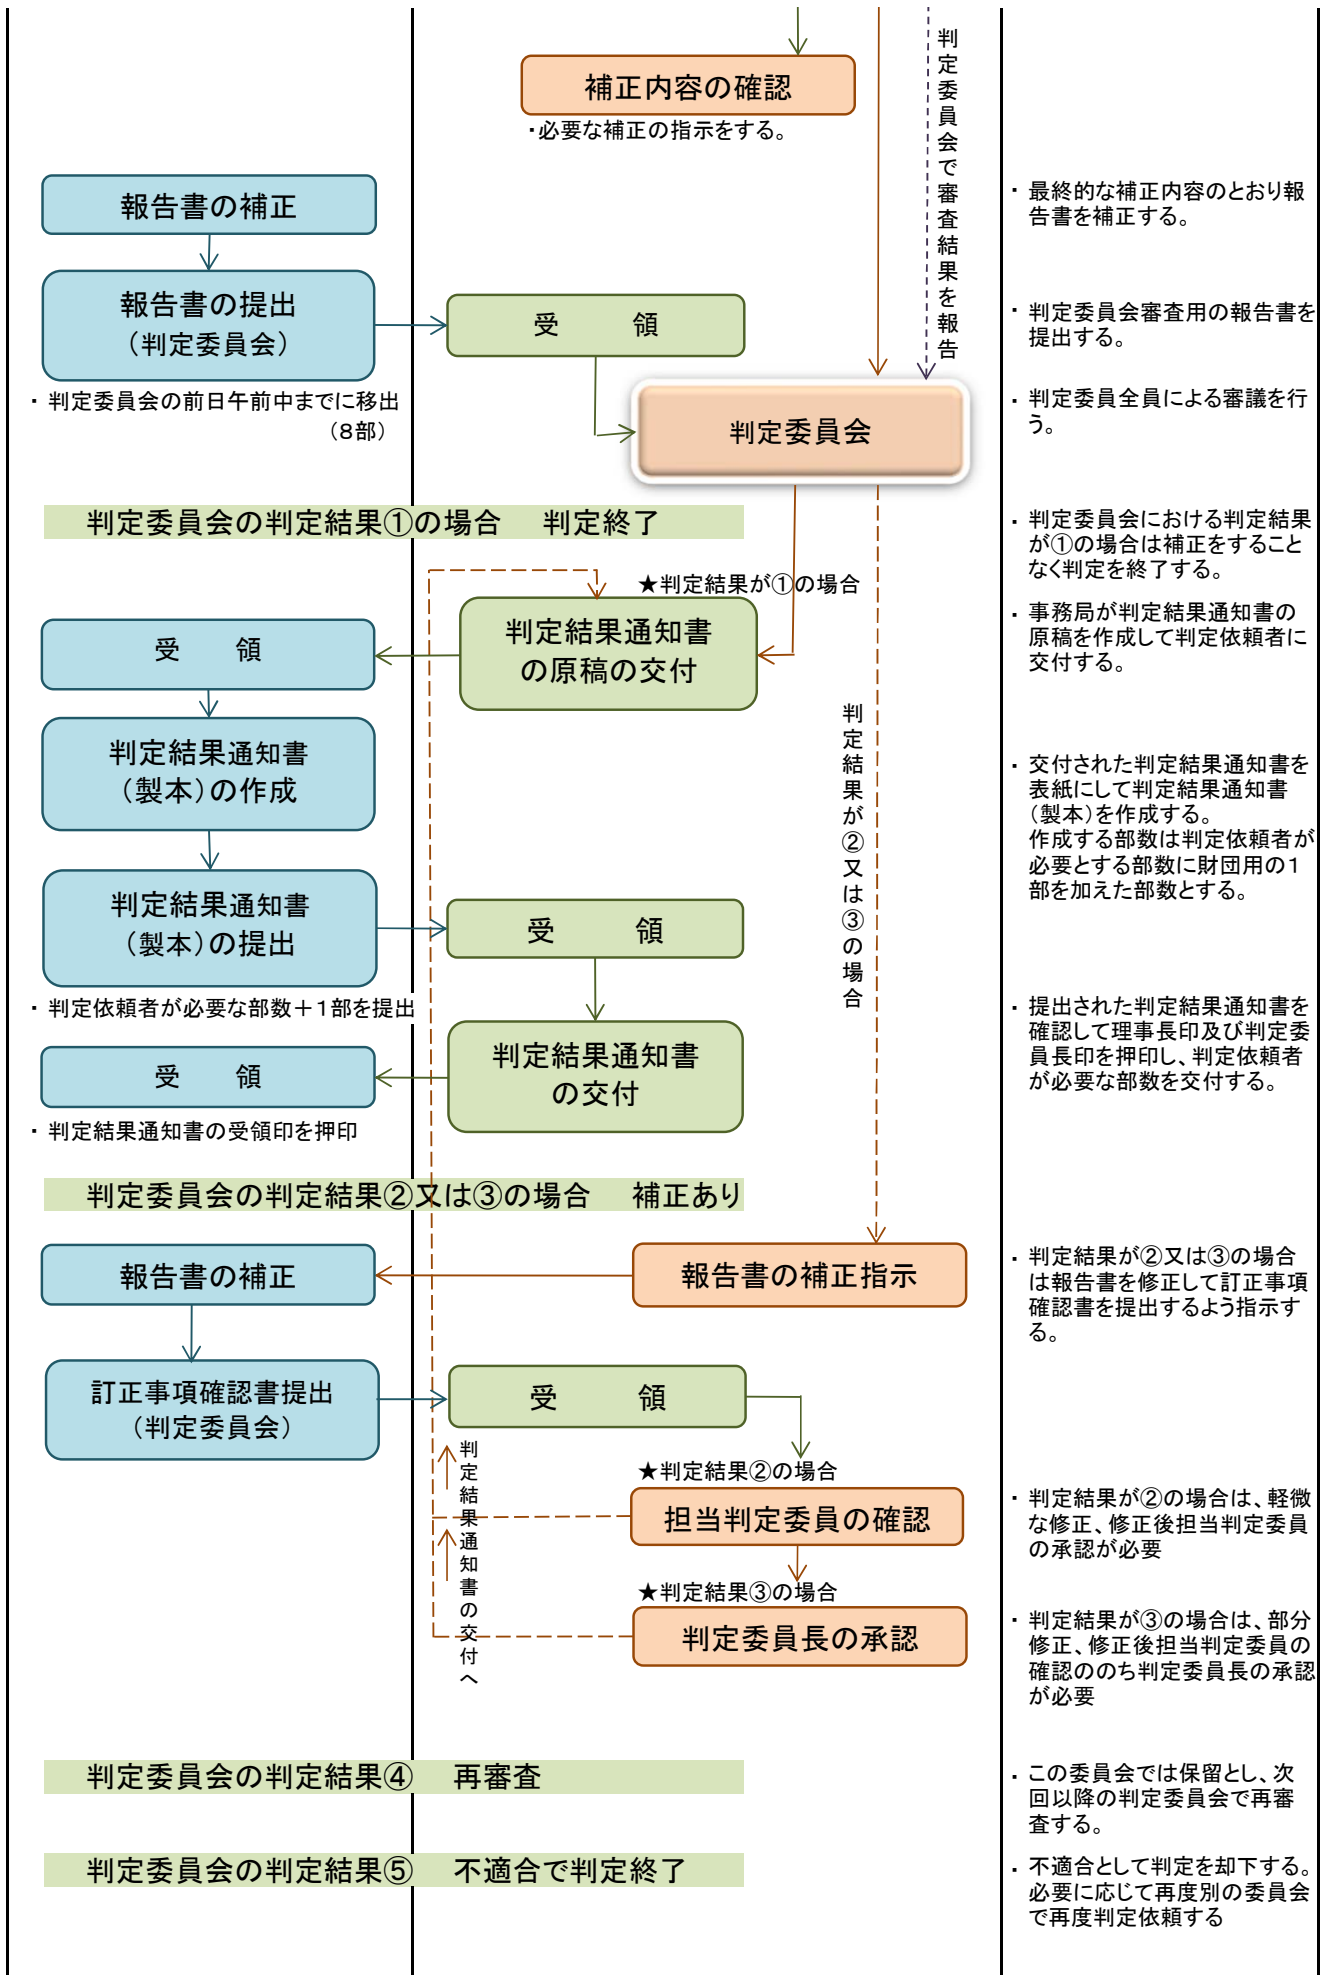 補正内容の確認
・必要な補正の指示をする。
判定委員会で審査結果を報告
報告書の補正
・ 最終的な補正内容のとおり報
告書を補正する。
報告書の提出
（判定委員会）
受　　領
・ 判定委員会審査用の報告書を
提出する。
・ 判定委員会の前日午前中までに移出
（8部）
判定委員会
・ 判定委員全員による審議を行
う。
判定委員会の判定結果①の場合　判定終了
・ 判定委員会における判定結果
が①の場合は補正をすること
なく判定を終了する。
★判定結果が①の場合
判定結果通知書
の原稿の交付
受　　領
・ 事務局が判定結果通知書の
原稿を作成して判定依頼者に
交付する。
判定結果が②又は③の場合
判定結果通知書
（製本）の作成
・ 交付された判定結果通知書を
表紙にして判定結果通知書
（製本）を作成する。
作成する部数は判定依頼者が
必要とする部数に財団用の1
部を加えた部数とする。
判定結果通知書
（製本）の提出
受　　領
・ 判定依頼者が必要な部数＋1部を提出
判定結果通知書
の交付
・ 提出された判定結果通知書を
確認して理事長印及び判定委
員長印を押印し、判定依頼者
が必要な部数を交付する。
受　　領
・ 判定結果通知書の受領印を押印
判定委員会の判定結果②又は③の場合　補正あり
報告書の補正
報告書の補正指示
・ 判定結果が②又は③の場合
は報告書を修正して訂正事項
確認書を提出するよう指示す
る。
訂正事項確認書提出
（判定委員会）
受　　領
判定結果通知書の交付へ
★判定結果②の場合
担当判定委員の確認
・ 判定結果が②の場合は、軽微
な修正、修正後担当判定委員
の承認が必要
★判定結果③の場合
判定委員長の承認
・ 判定結果が③の場合は、部分
修正、修正後担当判定委員の
確認ののち判定委員長の承認
が必要
判定委員会の判定結果④　再審査
・ この委員会では保留とし、次
回以降の判定委員会で再審
査する。
判定委員会の判定結果⑤　不適合で判定終了
・ 不適合として判定を却下する。
必要に応じて再度別の委員会
で再度判定依頼する